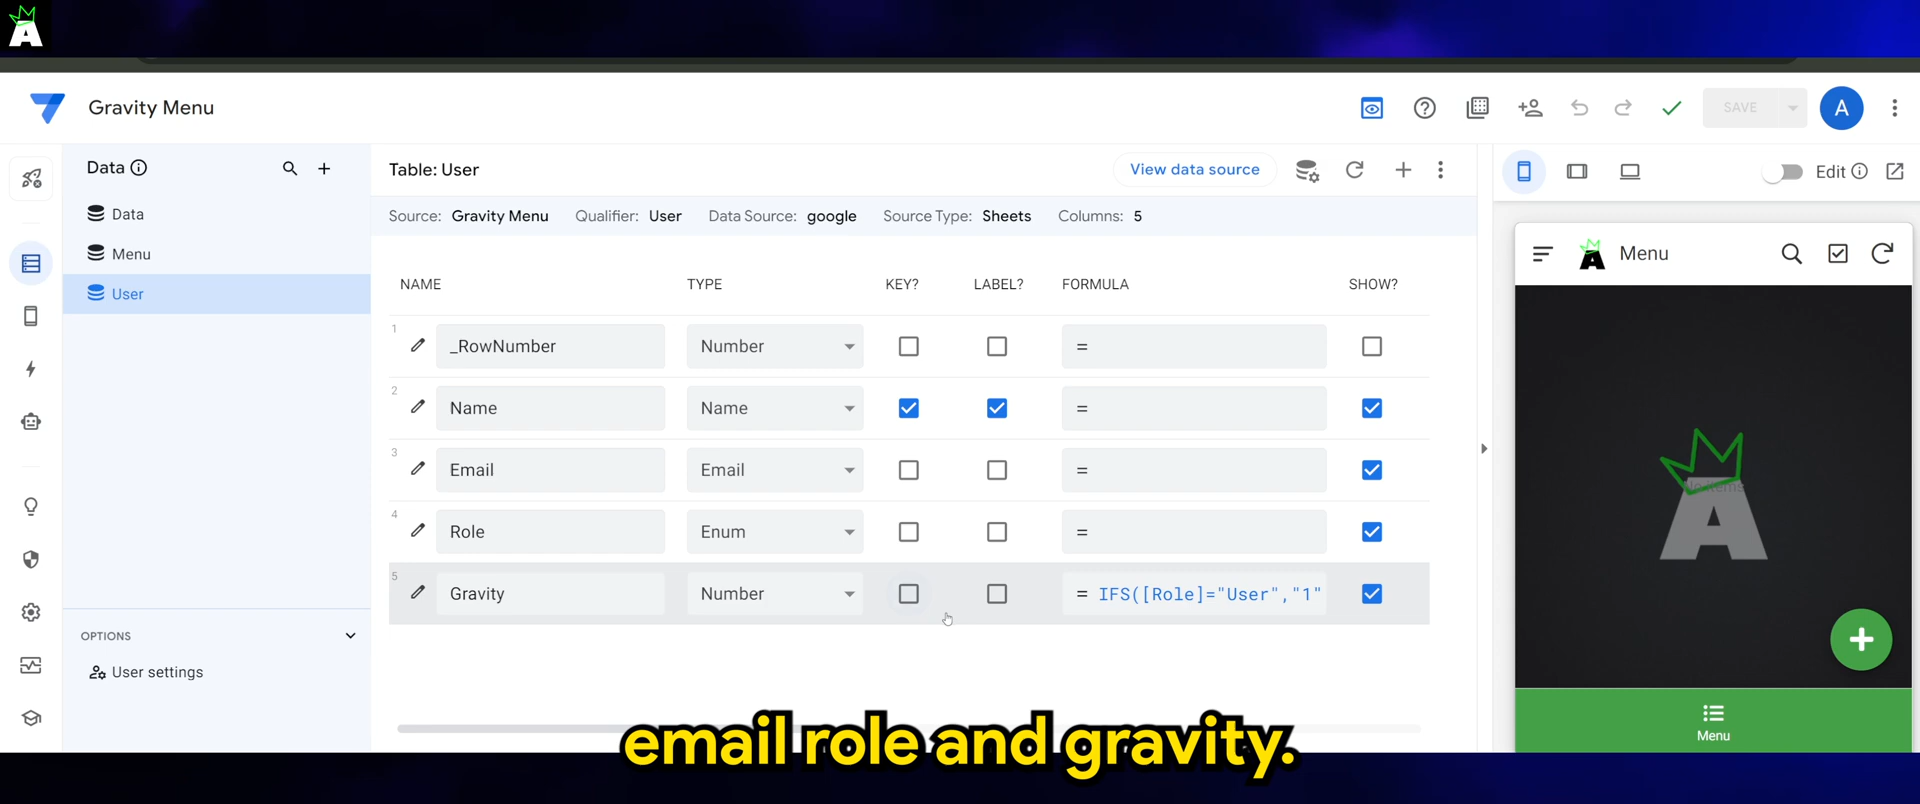 Gravity Menu
SAVE
A
Data
Data
Menu
User
OPTIONS
User settings
Table: User
View data source
Source: Gravity Menu Qualifier: User Data Source: google Source Type: Sheets Columns: 5
NAME TYPE KEY? LABEL? FORMULA SHOW?
1 _RowNumber Number =
2 Name Name =
3 Email Email =
4 Role Enum =
5 Gravity Number = IFS([Role]="User","1"
Edit
Menu
No items
Menu
email role and gravity.